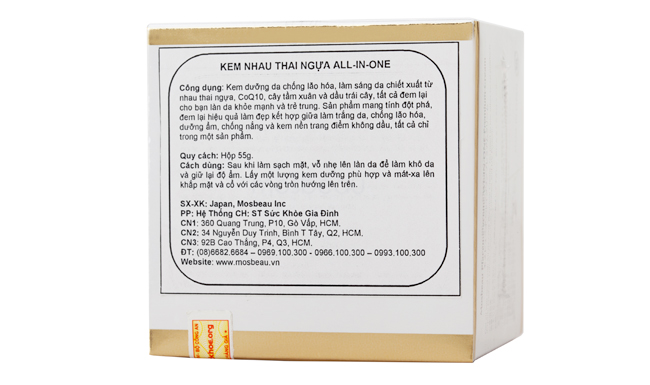 KEM NHAU THAI NGỰA ALL-IN-ONE
Công dụng: Kem dưỡng da chống lão hóa, làm sáng da chiết xuất từ
nhau thai ngựa, CoQ10, cây tầm xuân và dầu trái cây, tất cả đem lại
cho bạn làn da khỏe mạnh và trẻ trung. Sản phẩm mang tính đột phá,
đem lại hiệu quả làm đẹp kết hợp giữa làm trắng da, chống lão hóa,
dưỡng ẩm, chống nắng và kem nền trang điểm không dầu, tất cả chỉ
trong một sản phẩm.
Quy cách: Hộp 55g.
Cách dùng: Sau khi làm sạch mặt, vỗ nhẹ lên làn da để làm khô da
và giữ lại độ ẩm. Lấy một lượng kem dưỡng phù hợp và mát-xa lên
khắp mặt và cổ với các vòng tròn hướng lên trên.
SX-XK: Japan, Mosbeau Inc
PP: Hệ Thống CH: ST Sức Khỏe Gia Đình
CN1: 360 Quang Trung, P10, Gò Vấp, HCM.
CN2: 34 Nguyễn Duy Trinh, Bình T Tây, Q2, HCM.
CN3: 92B Cao Thắng, P4, Q3, HCM.
ĐT: (08)6682.6684 – 0969.100.300 - 0966.100.300 – 0993.100.300
Website: www.mosbeau.vn
BỘ CÔNG AN
khoe.org